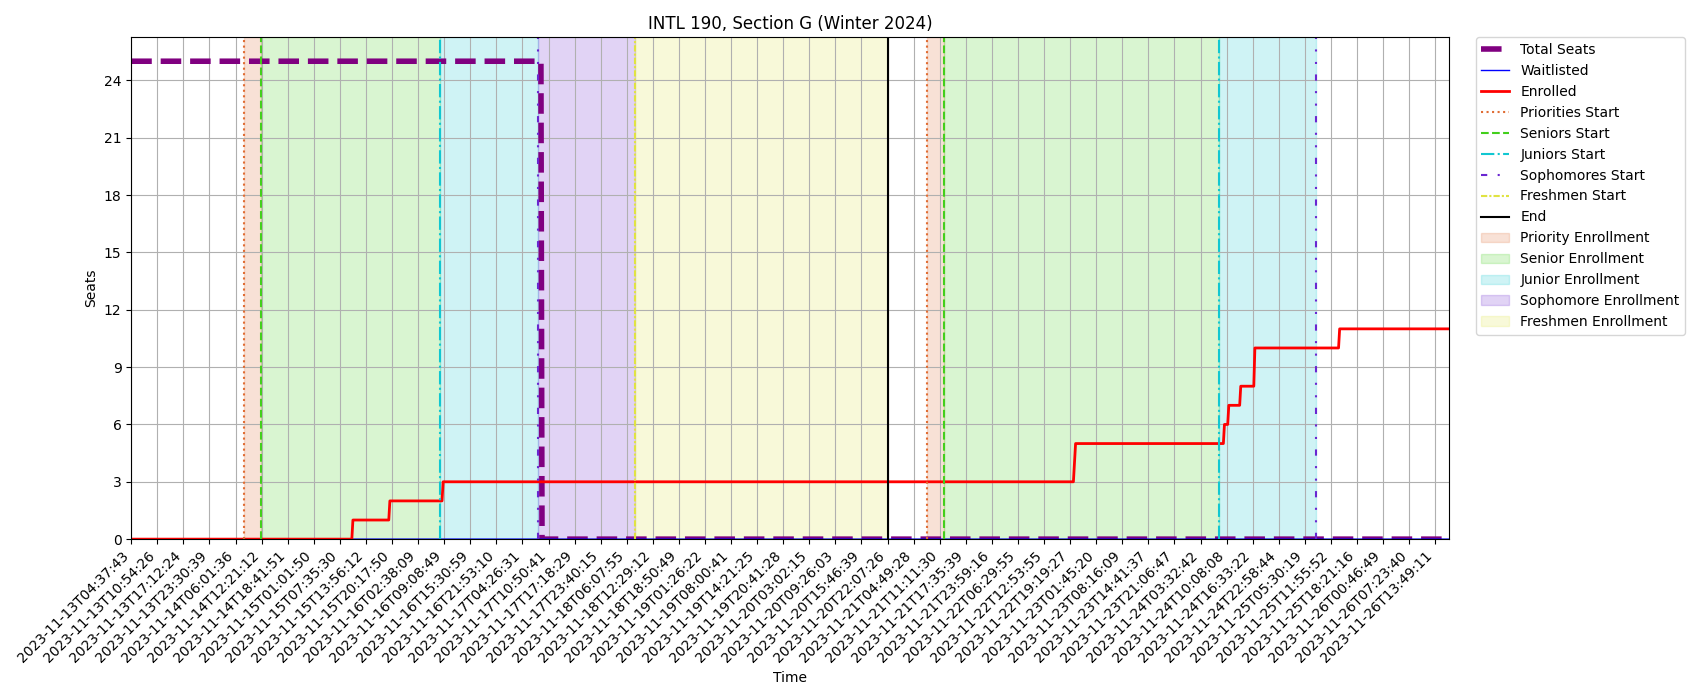 INTL 190, Section G (Winter 2024)
Seats
24
21
18
15
12
9
6
3
0
2023-11-13T04:37:43
2023-11-13T10:54:26
2023-11-13T17:12:24
2023-11-13T23:30:39
2023-11-14T06:01:36
2023-11-14T12:21:12
2023-11-14T18:41:51
2023-11-15T01:01:50
2023-11-15T07:35:30
2023-11-15T13:56:12
2023-11-15T20:17:50
2023-11-16T02:38:09
2023-11-16T09:08:49
2023-11-16T15:30:59
2023-11-16T21:53:10
2023-11-17T04:26:31
2023-11-17T10:50:41
2023-11-17T17:18:29
2023-11-17T23:40:15
2023-11-18T06:07:55
2023-11-18T12:29:12
2023-11-18T18:50:49
2023-11-19T01:26:22
2023-11-19T08:00:41
2023-11-19T14:21:25
2023-11-19T20:41:28
2023-11-20T03:02:15
2023-11-20T09:26:03
2023-11-20T15:46:39
2023-11-20T22:07:26
2023-11-21T04:49:28
2023-11-21T11:11:30
2023-11-21T17:35:39
2023-11-21T23:59:16
2023-11-22T06:29:55
2023-11-22T12:53:55
2023-11-22T19:19:27
2023-11-23T01:45:20
2023-11-23T08:16:09
2023-11-23T14:41:37
2023-11-23T21:06:47
2023-11-24T03:32:42
2023-11-24T10:08:08
2023-11-24T16:33:22
2023-11-24T22:58:44
2023-11-25T05:30:19
2023-11-25T11:55:52
2023-11-25T18:21:16
2023-11-26T00:46:49
2023-11-26T07:23:40
2023-11-26T13:49:11
Time
Total Seats
Waitlisted
Enrolled
Priorities Start
Seniors Start
Juniors Start
Sophomores Start
Freshmen Start
End
Priority Enrollment
Senior Enrollment
Junior Enrollment
Sophomore Enrollment
Freshmen Enrollment